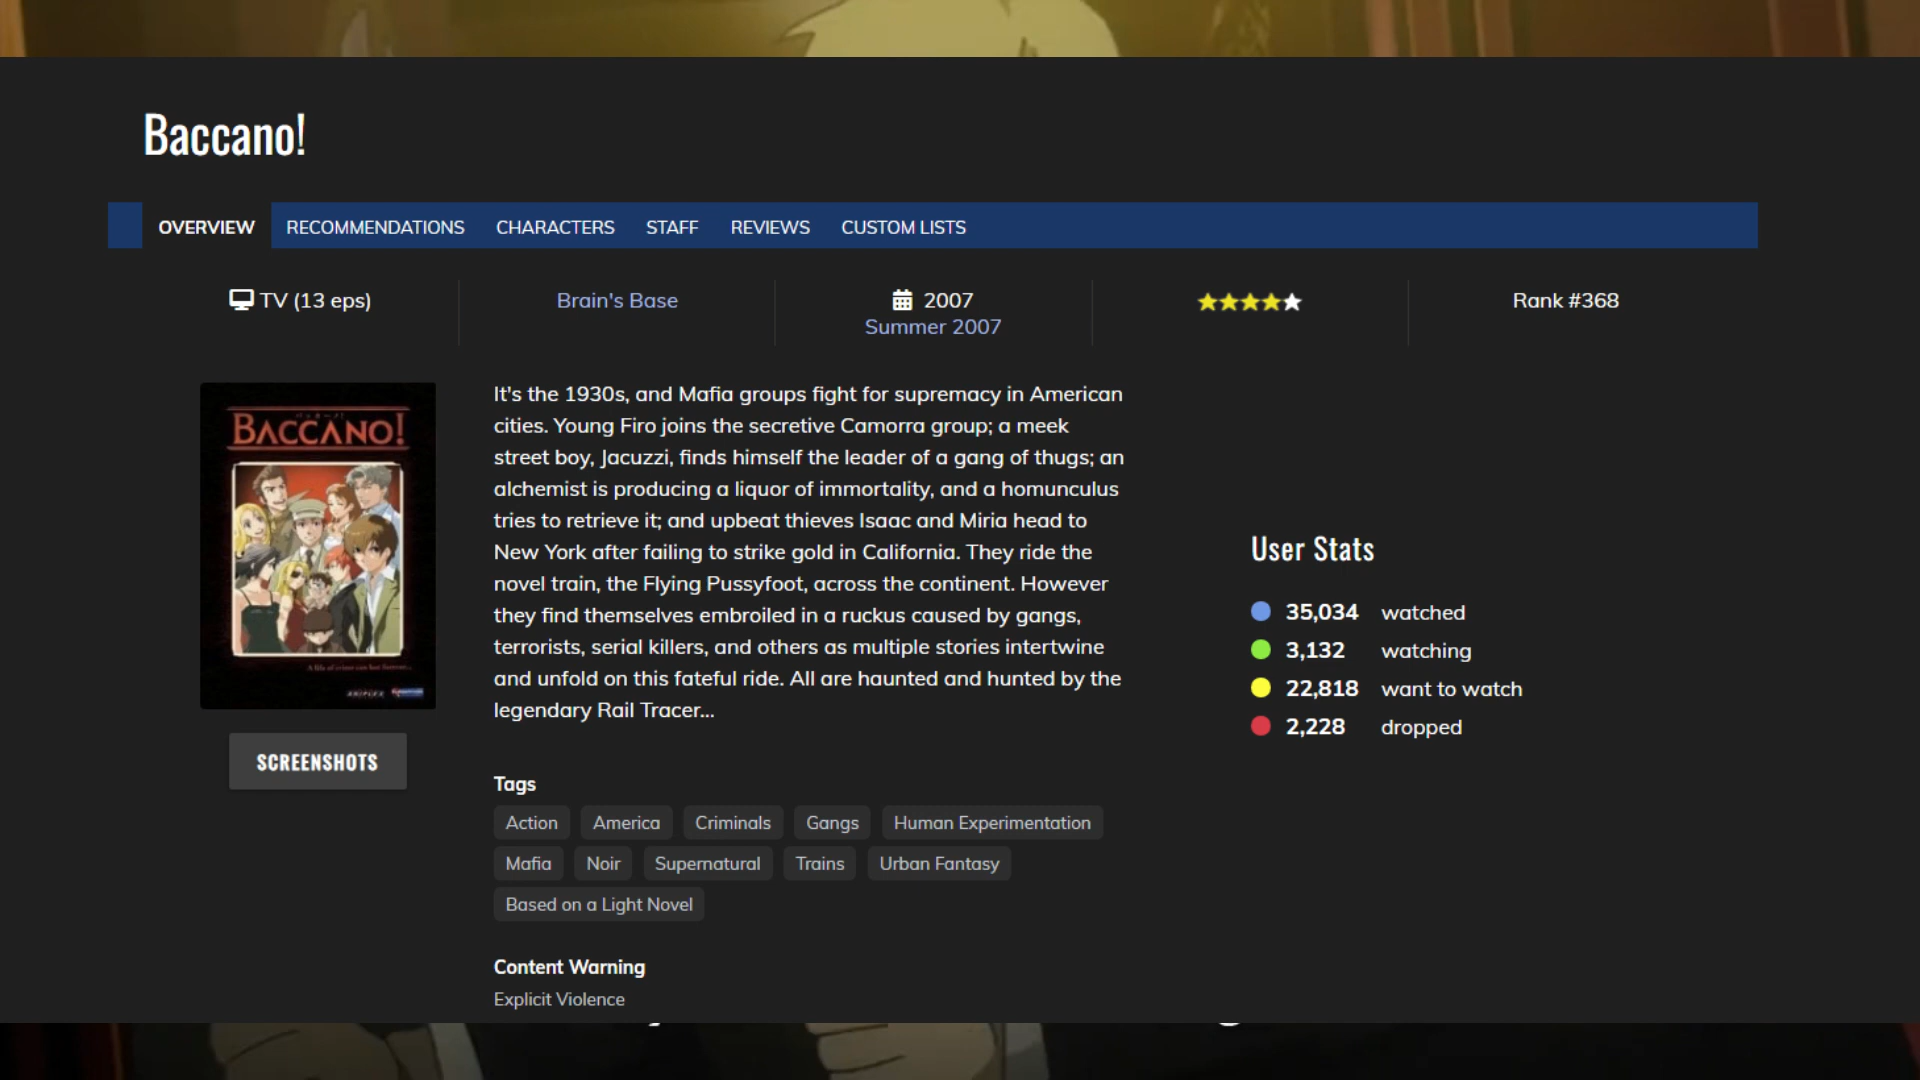 Baccano!
OVERVIEW RECOMMENDATIONS CHARACTERS STAFF REVIEWS CUSTOM LISTS
TV (13 eps)
Brain's Base
2007
Summer 2007
Rank #368
BACCANO!
A life of crime can last forever...
ANIPLEX
SCREENSHOTS
It's the 1930s, and Mafia groups fight for supremacy in American
cities. Young Firo joins the secretive Camorra group; a meek
street boy, Jacuzzi, finds himself the leader of a gang of thugs; an
alchemist is producing a liquor of immortality, and a homunculus
tries to retrieve it; and upbeat thieves Isaac and Miria head to
New York after failing to strike gold in California. They ride the
novel train, the Flying Pussyfoot, across the continent. However
they find themselves embroiled in a ruckus caused by gangs,
terrorists, serial killers, and others as multiple stories intertwine
and unfold on this fateful ride. All are haunted and hunted by the
legendary Rail Tracer...
Tags
Action America Criminals Gangs Human Experimentation
Mafia Noir Supernatural Trains Urban Fantasy
Based on a Light Novel
Content Warning
Explicit Violence
User Stats
35,034 watched
3,132 watching
22,818 want to watch
2,228 dropped